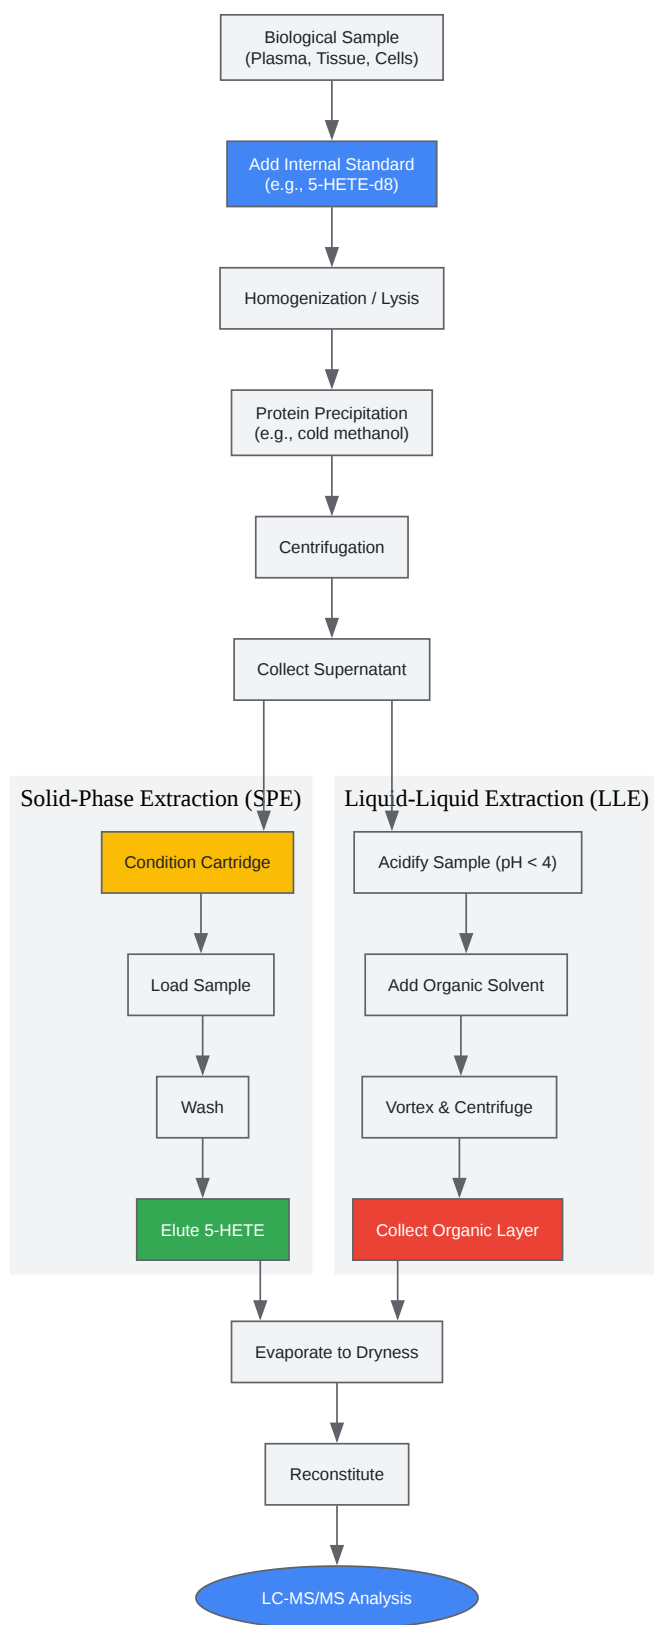 Biological Sample
(Plasma, Tissue, Cells)
Add Internal Standard
(e.g., 5-HETE-d8)
Homogenization / Lysis
Protein Precipitation
(e.g., cold methanol)
Centrifugation
Collect Supernatant
Solid-Phase Extraction (SPE)
Condition Cartridge
Load Sample
Wash
Elute 5-HETE
Liquid-Liquid Extraction (LLE)
Acidify Sample (pH < 4)
Add Organic Solvent
Vortex & Centrifuge
Collect Organic Layer
Evaporate to Dryness
Reconstitute
LC-MS/MS Analysis